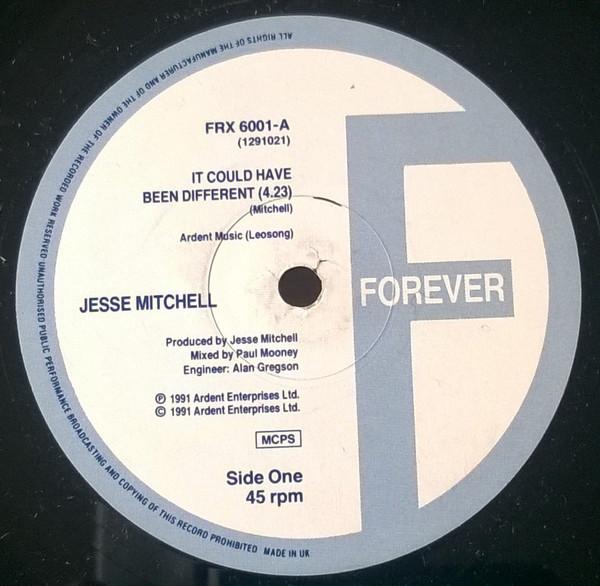 FRX 6001-A
(1291021)
IT COULD HAVE
BEEN DIFFERENT (4.23)
(Mitchell)
Ardent Music (Leosong)
JESSE MITCHELL
FOREVER
Produced by Jesse Mitchell
Mixed by Paul Mooney
Engineer: Alan Gregson
Ⓟ 1991 Ardent Enterprises Ltd.
© 1991 Ardent Enterprises Ltd.
MCPS
Side One
45 rpm
ALL RIGHTS OF THE MANUFACTURER AND OF THE OWNER OF THE RECORDED WORK RESERVED UNAUTHORISED PUBLIC PERFORMANCE BROADCASTING AND COPYING OF THIS RECORD PROHIBITED MADE IN UK